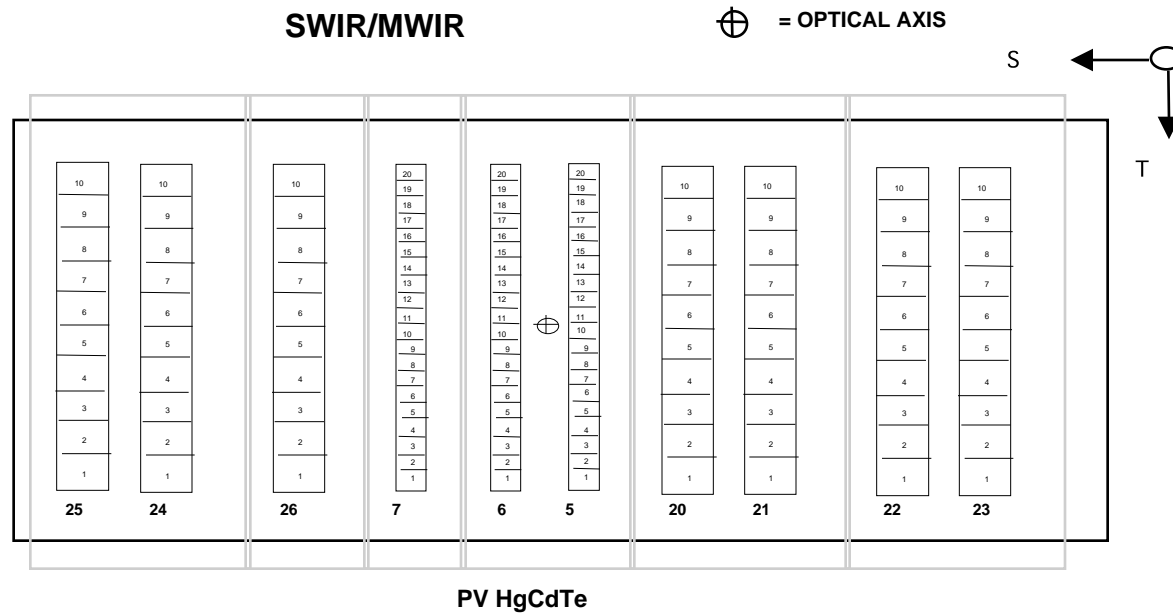 SWIR/MWIR
= OPTICAL AXIS
S
T
10 10 10 20 20 20 10 10 10 10
19 19 19
9 9 9 18 18 18 9 9 9 9
17 17 17
8 8 8 16 16 16 8 8 8 8
15 15 15
7 7 7 14 14 14 7 7 7 7
13 13 13
6 6 6 12 12 12 6 6 6 6
11 11 11
5 5 5 10 10 10 5 5 5 5
9 9 9
4 4 4 8 8 8 4 4 4 4
7 7 7
3 3 3 6 6 6 3 3 3 3
5 5 5
2 2 2 4 4 4 2 2 2 2
3 3 3
2 2 2
1 1 1 1 1 1 1 1 1 1
25 24 26 7 6 5 20 21 22 23
PV HgCdTe